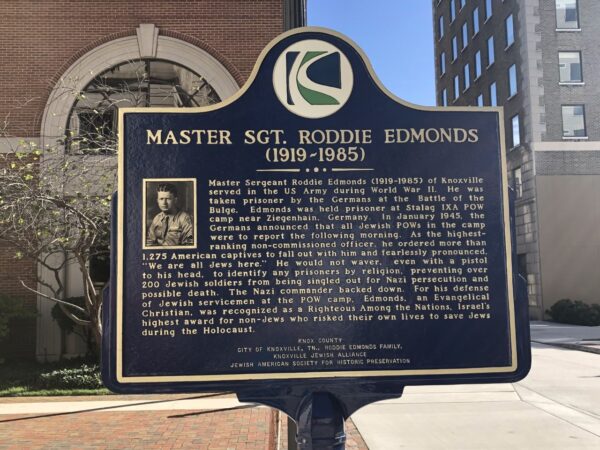 MASTER SGT. RODDIE EDMONDS
(1919-1985)
Master Sergeant Roddie Edmonds (1919-1985) of Knoxville
served in the US Army during World War II. He was
taken prisoner by the Germans at the Battle of the
Bulge. Edmonds was held prisoner at Stalag IXA POW
camp near Ziegenhain, Germany. In January 1945, the
Germans announced that all Jewish POWs in the camp
were to report the following morning. As the highest-
ranking non-commissioned officer, he ordered more than
1,275 American captives to fall out with him and fearlessly pronounced,
"We are all Jews here." He would not waver, even with a pistol
to his head, to identify any prisoners by religion, preventing over
200 Jewish soldiers from being singled out for Nazi persecution and
possible death. The Nazi commander backed down. For his defense
of Jewish servicemen at the POW camp, Edmonds, an Evangelical
Christian, was recognized as a Righteous Among the Nations, Israel's
highest award for non-Jews who risked their own lives to save Jews
during the Holocaust.
KNOX COUNTY
CITY OF KNOXVILLE, TN., RODDIE EDMONDS FAMILY,
KNOXVILLE JEWISH ALLIANCE
JEWISH AMERICAN SOCIETY FOR HISTORIC PRESERVATION